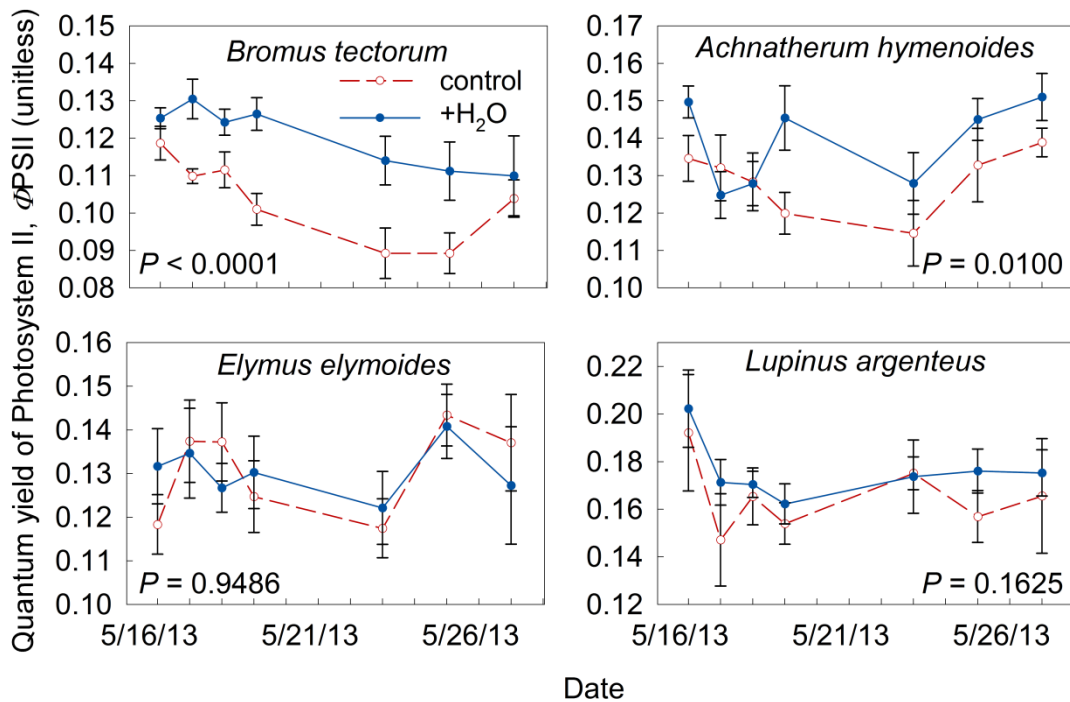 Quantum yield of Photosystem II, ΦPSII (unitless)
Bromus tectorum
control
+H₂O
0.15
0.14
0.13
0.12
0.11
0.10
0.09
0.08
P < 0.0001
Achnatherum hymenoides
0.17
0.16
0.15
0.14
0.13
0.12
0.11
0.10
P = 0.0100
Elymus elymoides
0.16
0.15
0.14
0.13
0.12
0.11
0.10
P = 0.9486
5/16/13
5/21/13
5/26/13
Lupinus argenteus
0.22
0.20
0.18
0.16
0.14
0.12
P = 0.1625
5/16/13
5/21/13
5/26/13
Date